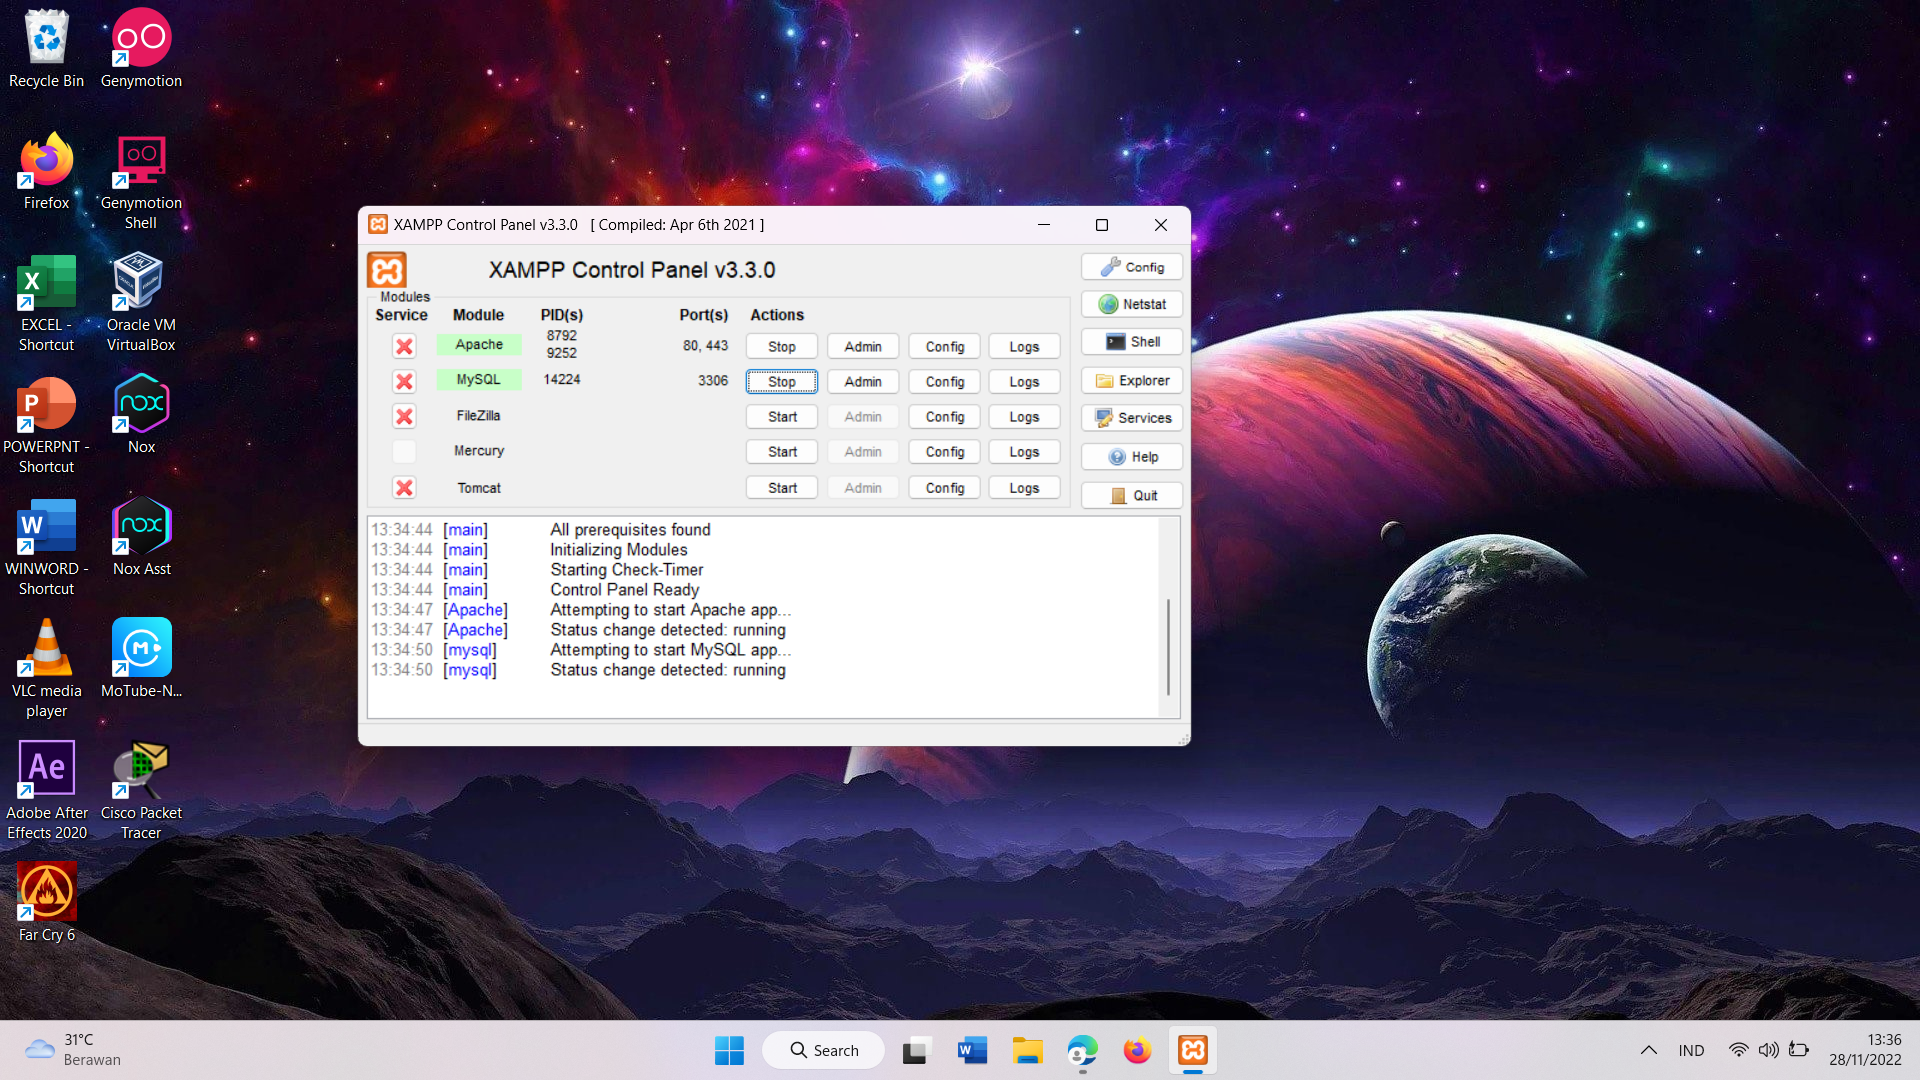 Recycle Bin
Genymotion
Firefox
Genymotion
Shell
EXCEL -
Shortcut
Oracle VM
VirtualBox
POWERPNT -
Shortcut
Nox
WINWORD -
Shortcut
Nox Asst
VLC media
player
MoTube-N...
Adobe After
Effects 2020
Cisco Packet
Tracer
Far Cry 6
XAMPP Control Panel v3.3.0 [ Compiled: Apr 6th 2021 ]
XAMPP Control Panel v3.3.0
Modules
Service Module PID(s) Port(s) Actions
Apache 8792
9252 80, 443 Stop Admin Config Logs
MySQL 14224 3306 Stop Admin Config Logs
FileZilla Start Admin Config Logs
Mercury Start Admin Config Logs
Tomcat Start Admin Config Logs
Config
Netstat
Shell
Explorer
Services
Help
Quit
13:34:44 [main] All prerequisites found
13:34:44 [main] Initializing Modules
13:34:44 [main] Starting Check-Timer
13:34:44 [main] Control Panel Ready
13:34:47 [Apache] Attempting to start Apache app...
13:34:47 [Apache] Status change detected: running
13:34:50 [mysql] Attempting to start MySQL app...
13:34:50 [mysql] Status change detected: running
31°C
Berawan
Search
IND
13:36
28/11/2022